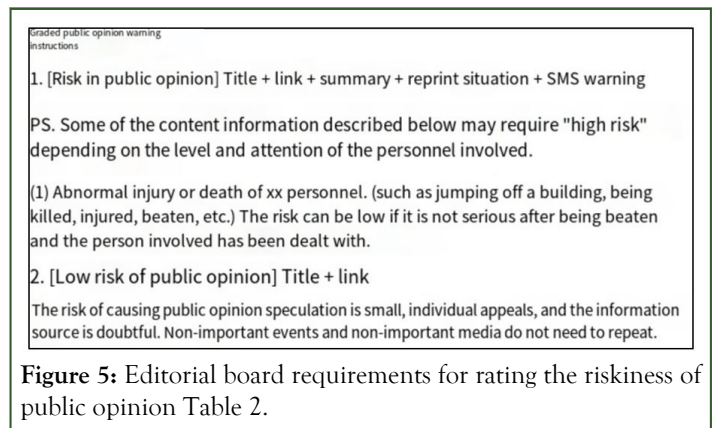 Graded public opinion warning
instructions
1. [Risk in public opinion] Title + link + summary + reprint situation + SMS warning
PS. Some of the content information described below may require "high risk"
depending on the level and attention of the personnel involved.
(1) Abnormal injury or death of xx personnel. (such as jumping off a building, being
killed, injured, beaten, etc.) The risk can be low if it is not serious after being beaten
and the person involved has been dealt with.
2. [Low risk of public opinion] Title + link
The risk of causing public opinion speculation is small, individual appeals, and the information
source is doubtful. Non-important events and non-important media do not need to repeat.
Figure 5: Editorial board requirements for rating the riskiness of
public opinion Table 2.